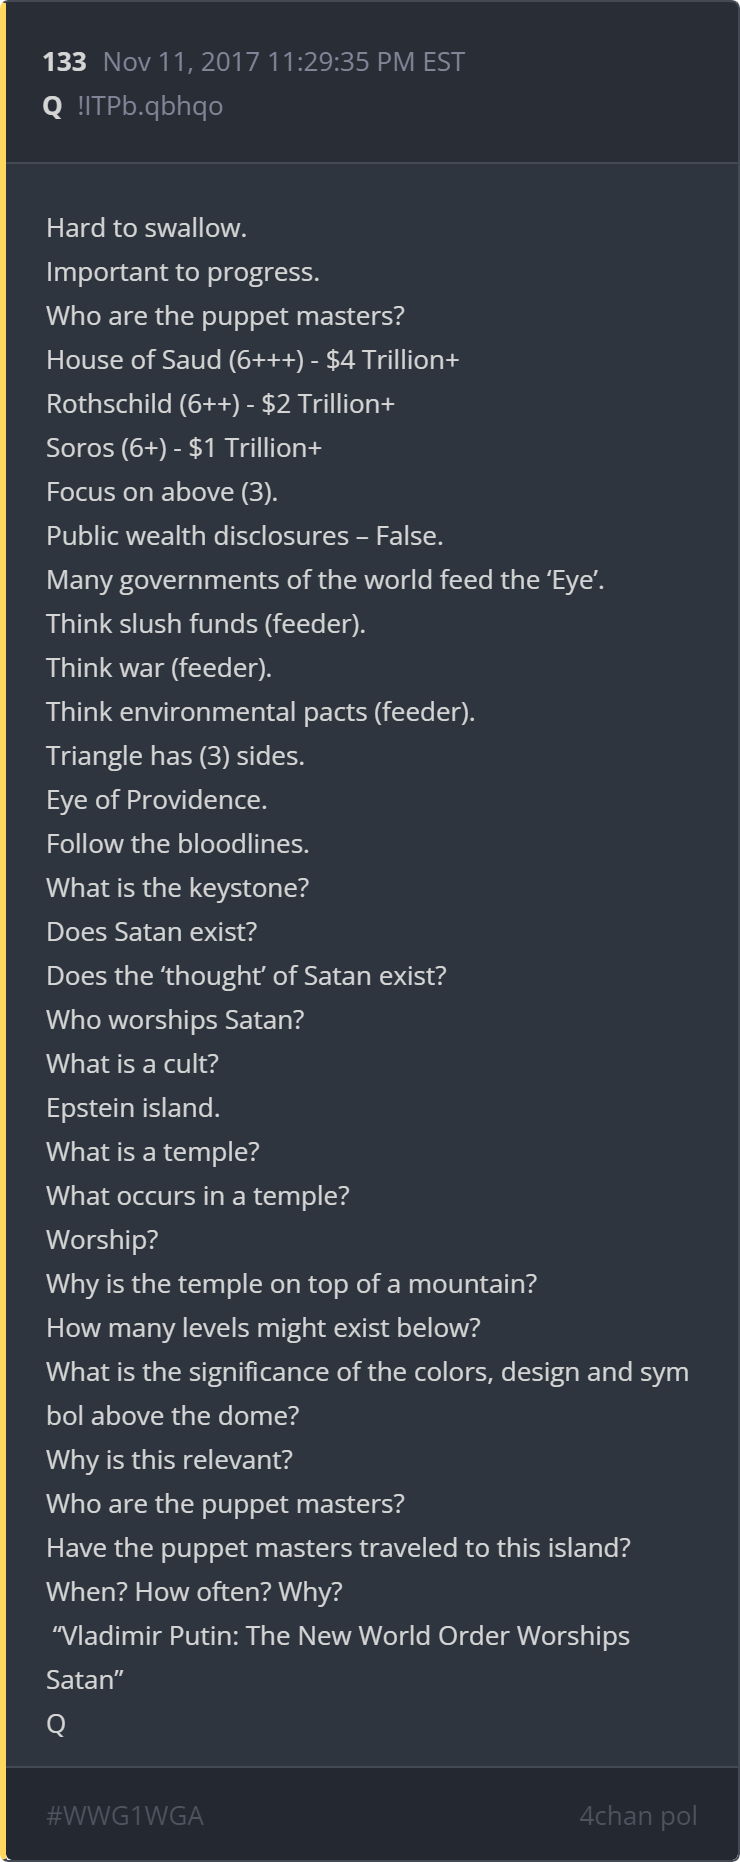 133 Nov 11, 2017 11:29:35 PM EST
Q !ITPb.qbhqo
Hard to swallow.
Important to progress.
Who are the puppet masters?
House of Saud (6+++) - $4 Trillion+
Rothschild (6++) - $2 Trillion+
Soros (6+) - $1 Trillion+
Focus on above (3).
Public wealth disclosures – False.
Many governments of the world feed the ‘Eye’.
Think slush funds (feeder).
Think war (feeder).
Think environmental pacts (feeder).
Triangle has (3) sides.
Eye of Providence.
Follow the bloodlines.
What is the keystone?
Does Satan exist?
Does the ‘thought’ of Satan exist?
Who worships Satan?
What is a cult?
Epstein island.
What is a temple?
What occurs in a temple?
Worship?
Why is the temple on top of a mountain?
How many levels might exist below?
What is the significance of the colors, design and sym
bol above the dome?
Why is this relevant?
Who are the puppet masters?
Have the puppet masters traveled to this island?
When? How often? Why?
“Vladimir Putin: The New World Order Worships
Satan”
Q
#WWG1WGA 4chan pol